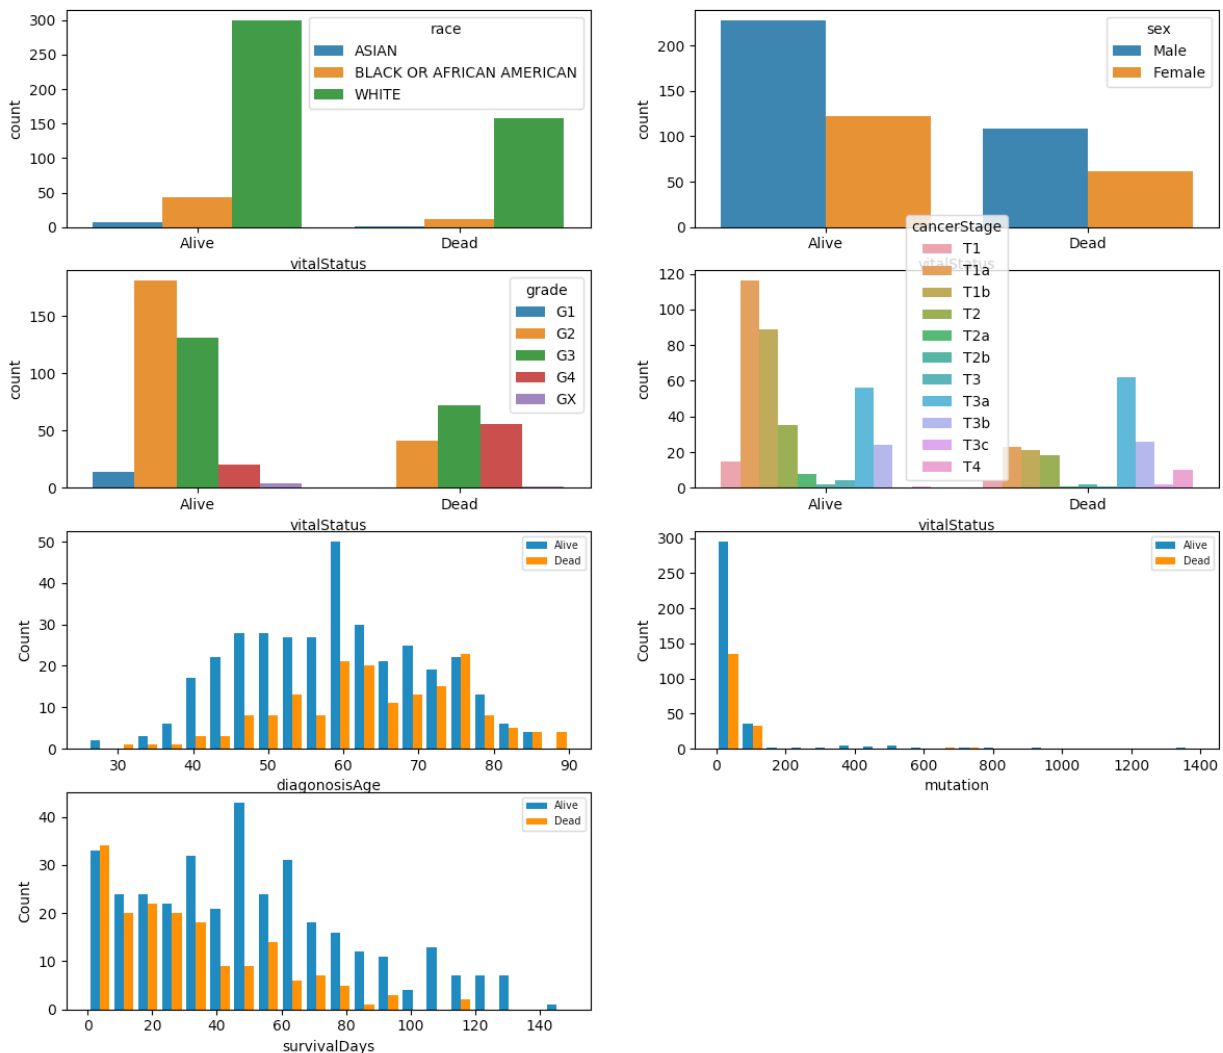 race
ASIAN
BLACK OR AFRICAN AMERICAN
WHITE
300
250
200
150
100
50
0
count
Alive
Dead
vitalStatus
sex
Male
Female
200
150
100
50
0
count
Alive
Dead
vitalStatus
grade
G1
G2
G3
G4
GX
150
100
50
0
count
Alive
Dead
vitalStatus
cancerStage
T1
T1a
T1b
T2
T2a
T2b
T3
T3a
T3b
T3c
T4
120
100
80
60
40
20
0
count
Alive
Dead
vitalStatus
Alive
Dead
50
40
30
20
10
0
Count
30 40 50 60 70 80 90
diagonosisAge
Alive
Dead
300
250
200
150
100
50
0
Count
0 200 400 600 800 1000 1200 1400
mutation
Alive
Dead
40
30
20
10
0
Count
0 20 40 60 80 100 120 140
survivalDays